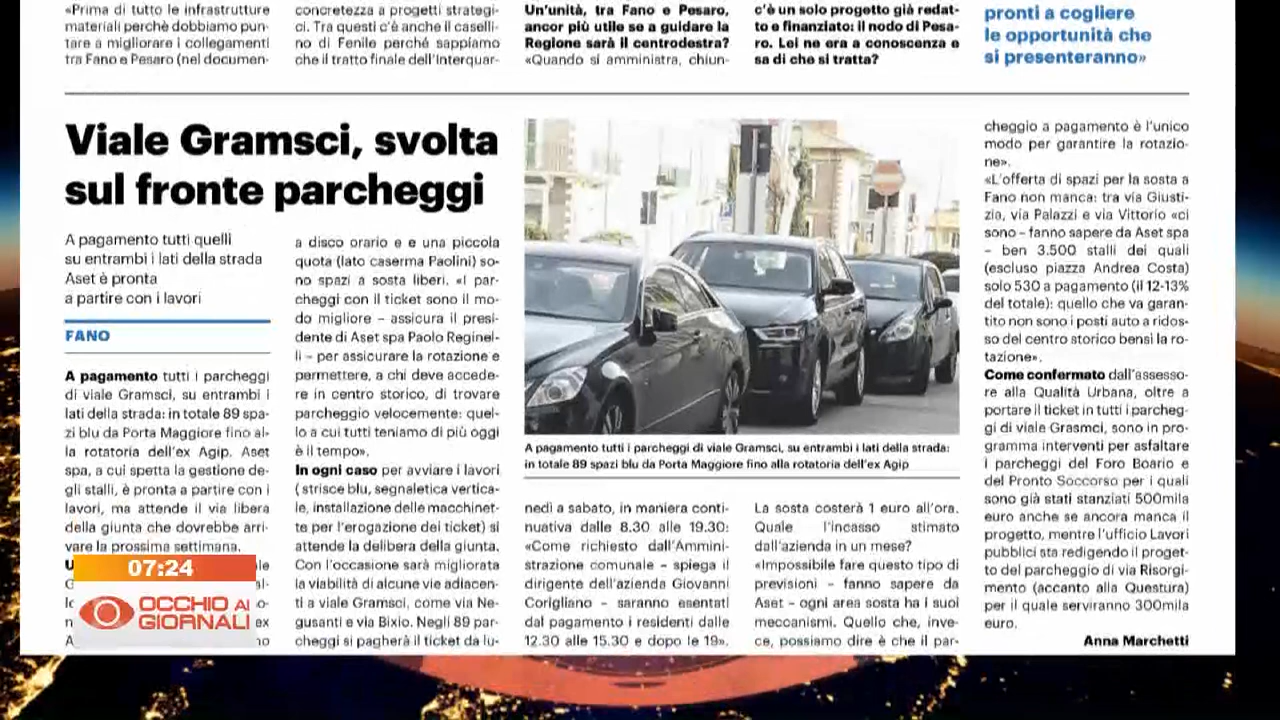 «Prima di tutto le infrastrutture
materiali perchè dobbiamo pun-
tare a migliorare i collegamenti
tra Fano e Pesaro (nel documen-
concretezza a progetti strategi-
ci. Tra questi c'è anche il caselli-
no di Fenile perché sappiamo
che il tratto finale dell'Interquar-
Un'unità, tra Fano e Pesaro,
ancor più utile se a guidare la
Regione sarà il centrodestra?
«Quando si amministra, chiun-
c'è un solo progetto già redat-
to e finanziato: il nodo di Pesa-
ro. Lei ne era a conoscenza e
sa di che si tratta?
pronti a cogliere
le opportunità che
si presenteranno»
Viale Gramsci, svolta
sul fronte parcheggi
A pagamento tutti quelli
su entrambi i lati della strada
Aset è pronta
a partire con i lavori
FANO
A pagamento tutti i parcheggi
di viale Gramsci, su entrambi i
lati della strada: in totale 89 spa-
zi blu da Porta Maggiore fino al-
la rotatoria dell'ex Agip. Aset
spa, a cui spetta la gestione de-
gli stalli, è pronta a partire con i
lavori, ma attende il via libera
della giunta che dovrebbe arri-
vare la prossima settimana.
a disco orario e e una piccola
quota (lato caserma Paolini) so-
no spazi a sosta liberi. «I par-
cheggi con il ticket sono il mo-
do migliore – assicura il presi-
dente di Aset spa Paolo Reginel-
li – per assicurare la rotazione e
permettere, a chi deve accede-
re in centro storico, di trovare
parcheggio velocemente: quel-
lo a cui tutti teniamo di più oggi
è il tempo».
In ogni caso per avviare i lavori
(strisce blu, segnaletica vertica-
le, installazione delle macchinet-
te per l'erogazione dei ticket) si
attende la delibera della giunta.
Con l'occasione sarà migliorata
la viabilità di alcune vie adiacen-
ti a viale Gramsci, come via Ne-
gusanti e via Bixio. Negli 89 par-
cheggi si pagherà il ticket da lu-
A pagamento tutti i parcheggi di viale Gramsci, su entrambi i lati della strada:
in totale 89 spazi blu da Porta Maggiore fino alla rotatoria dell'ex Agip
nedì a sabato, in maniera conti-
nuativa dalle 8.30 alle 19.30:
«Come richiesto dall'Ammini-
strazione comunale – spiega il
dirigente dell'azienda Giovanni
Corigliano – saranno esentati
dal pagamento i residenti dalle
12.30 alle 15.30 e dopo le 19».
La sosta costerà 1 euro all'ora.
Quale l'incasso stimato
dall'azienda in un mese?
«Impossibile fare questo tipo di
previsioni – fanno sapere da
Aset – ogni area sosta ha i suoi
meccanismi. Quello che, inve-
ce, possiamo dire è che il par-
cheggio a pagamento è l'unico
modo per garantire la rotazio-
ne».
«L'offerta di spazi per la sosta a
Fano non manca: tra via Giusti-
zia, via Palazzi e via Vittorio «ci
sono – fanno sapere da Aset spa
– ben 3.500 stalli dei quali
(escluso piazza Andrea Costa)
solo 530 a pagamento (il 12-13%
del totale): quello che va garan-
tito non sono i posti auto a ridos-
so del centro storico bensì la ro-
tazione».
Come confermato dall'assesso-
re alla Qualità Urbana, oltre a
portare il ticket in tutti i parcheg-
gi di viale Grasmci, sono in pro-
gramma interventi per asfaltare
i parcheggi del Foro Boario e
del Pronto Soccorso per i quali
sono già stati stanziati 500mila
euro anche se ancora manca il
progetto, mentre l'ufficio Lavori
pubblici sta redigendo il proget-
to del parcheggio di via Risorgi-
mento (accanto alla Questura)
per il quale serviranno 300mila
euro.
Anna Marchetti
07:24
OCCHIO AI
GIORNALI